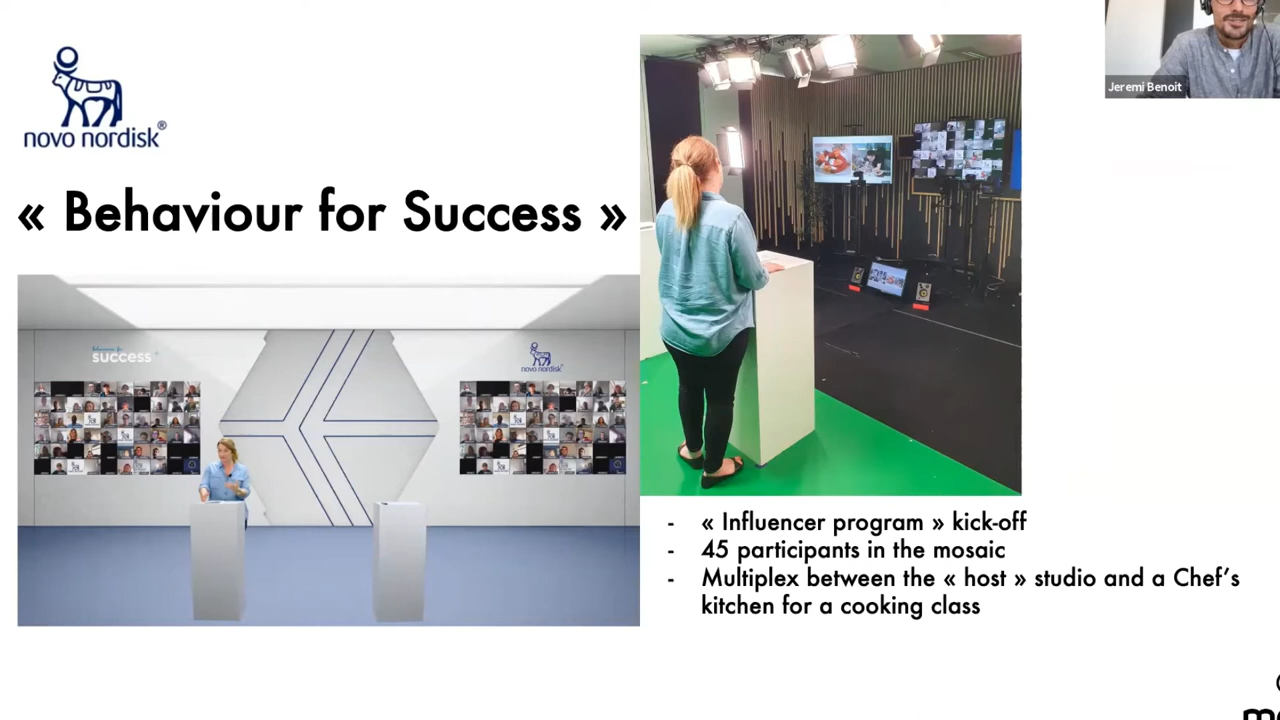 novo nordisk®
« Behaviour for Success »
success
novo nordisk
Jeremi Benoit
- « Influencer program » kick-off
- 45 participants in the mosaic
- Multiplex between the « host » studio and a Chef's
kitchen for a cooking class